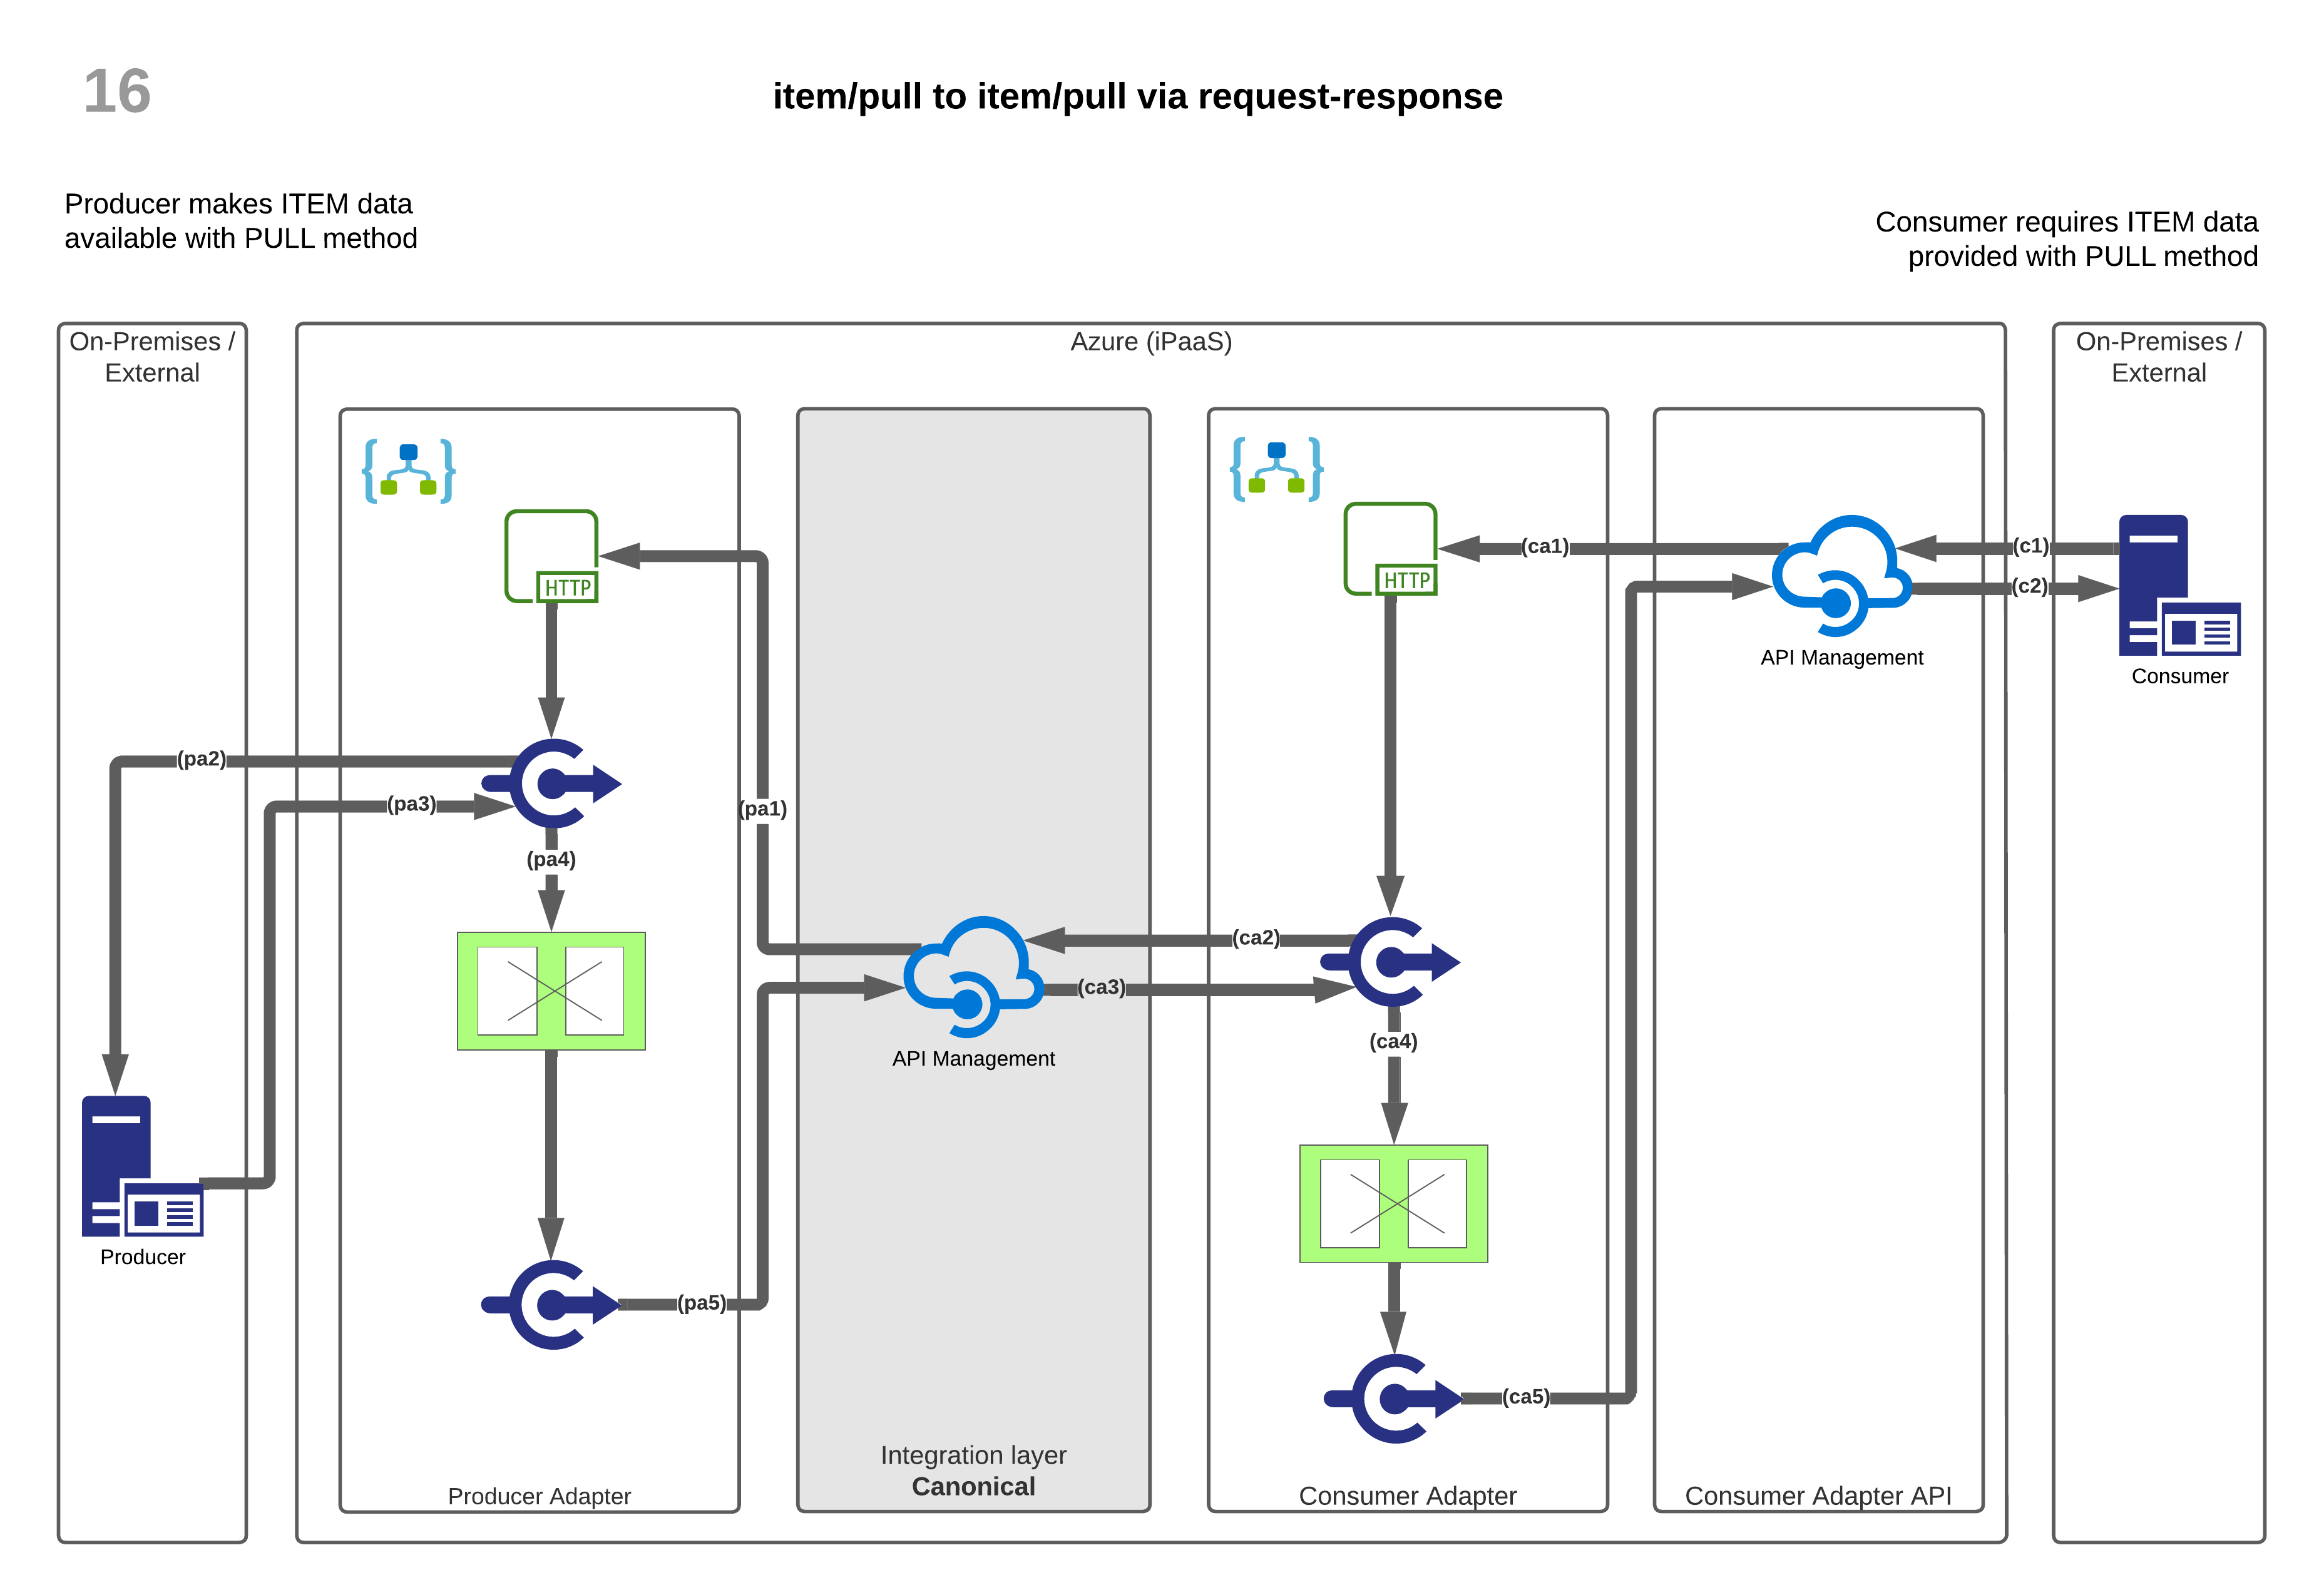 16
item/pull to item/pull via request-response
Producer makes ITEM data
available with PULL method
Consumer requires ITEM data
provided with PULL method
On-Premises /
External
Azure (iPaaS)
On-Premises /
External
HTTP
HTTP
(ca1)
(c1)
(c2)
API Management
Consumer
(pa2)
(pa3)
(pa1)
(pa4)
(ca2)
(ca3)
API Management
(ca4)
Producer
(pa5)
(ca5)
Integration layer
Canonical
Producer Adapter
Consumer Adapter
Consumer Adapter API